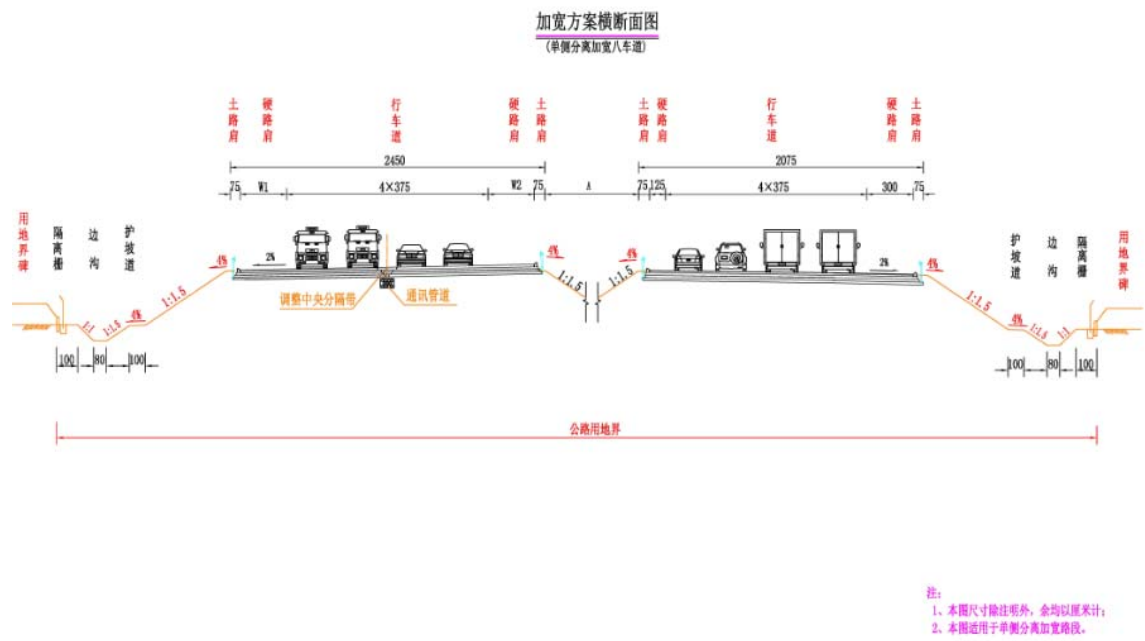 加宽方案横断面图
(单侧分离加宽八车道)
土路肩
硬路肩
行车道
硬路肩
土路肩
土路肩
硬路肩
行车道
硬路肩
土路肩
2450
2075
75
W1
4×375
W2
75
A
75
125
4×375
300
75
用地界碑
隔离栅
边沟
护坡道
护坡道
边沟
隔离栅
用地界碑
4%
2%
4%
4%
2%
4%
1:1.5
1:1.5
1:1.5
1:1.5
调整中央分隔带
通讯管道
1:1
1:1.5
4%
4%
1:1.5
1:1
100
80
100
100
80
100
公路用地界
注:
1、本图尺寸除注明外，余均以厘米计;
2、本图适用于单侧分离加宽路段。